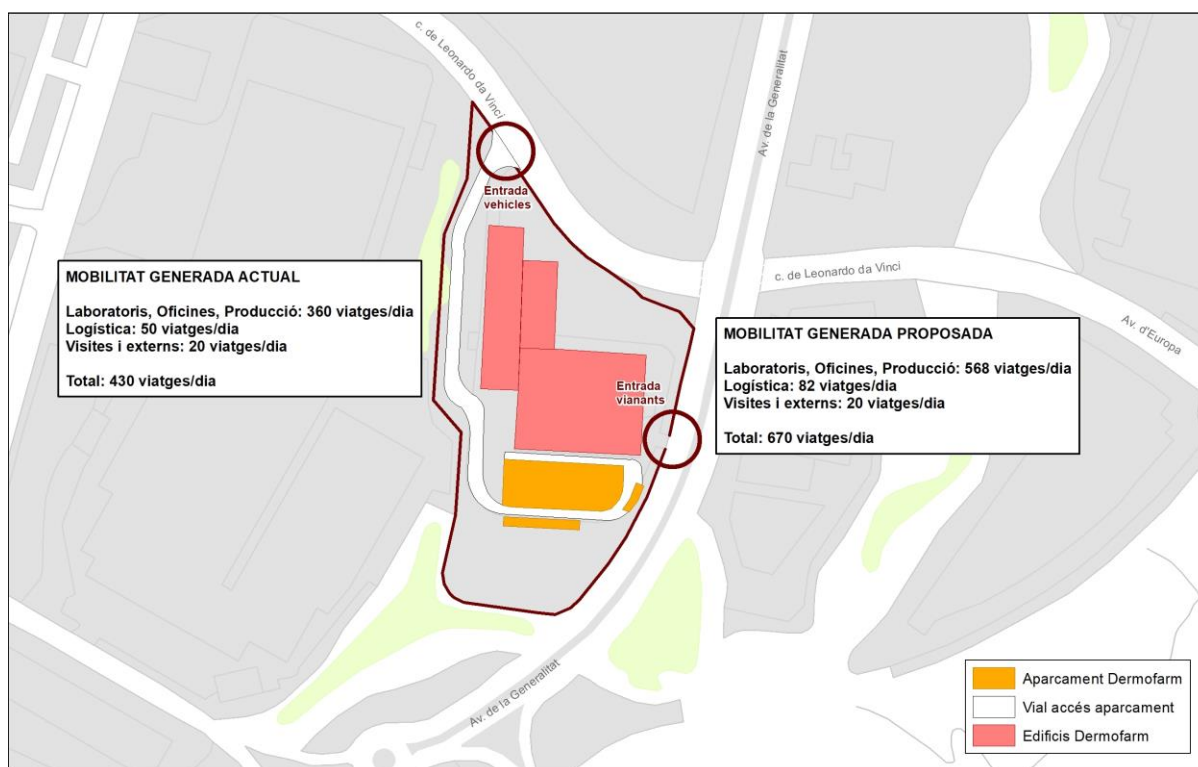 c. de Leonardo da Vinci
Av. de la Generalitat
Entrada
vehicles
c. de Leonardo da Vinci
Av. d'Europa
MOBILITAT GENERADA ACTUAL
Laboratoris, Oficines, Producció: 360 viatges/dia
Logística: 50 viatges/dia
Visites i externs: 20 viatges/dia
Total: 430 viatges/dia
MOBILITAT GENERADA PROPOSADA
Laboratoris, Oficines, Producció: 568 viatges/dia
Logística: 82 viatges/dia
Visites i externs: 20 viatges/dia
Total: 670 viatges/dia
Entrada
vianants
Av. de la Generalitat
Aparcament Dermofarm
Vial accés aparcament
Edificis Dermofarm